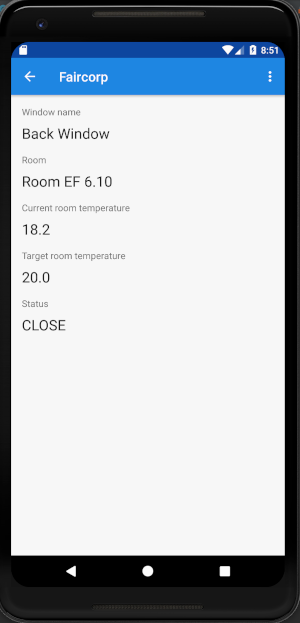 8:51
Faircorp
Window name
Back Window
Room
Room EF 6.10
Current room temperature
18.2
Target room temperature
20.0
Status
CLOSE